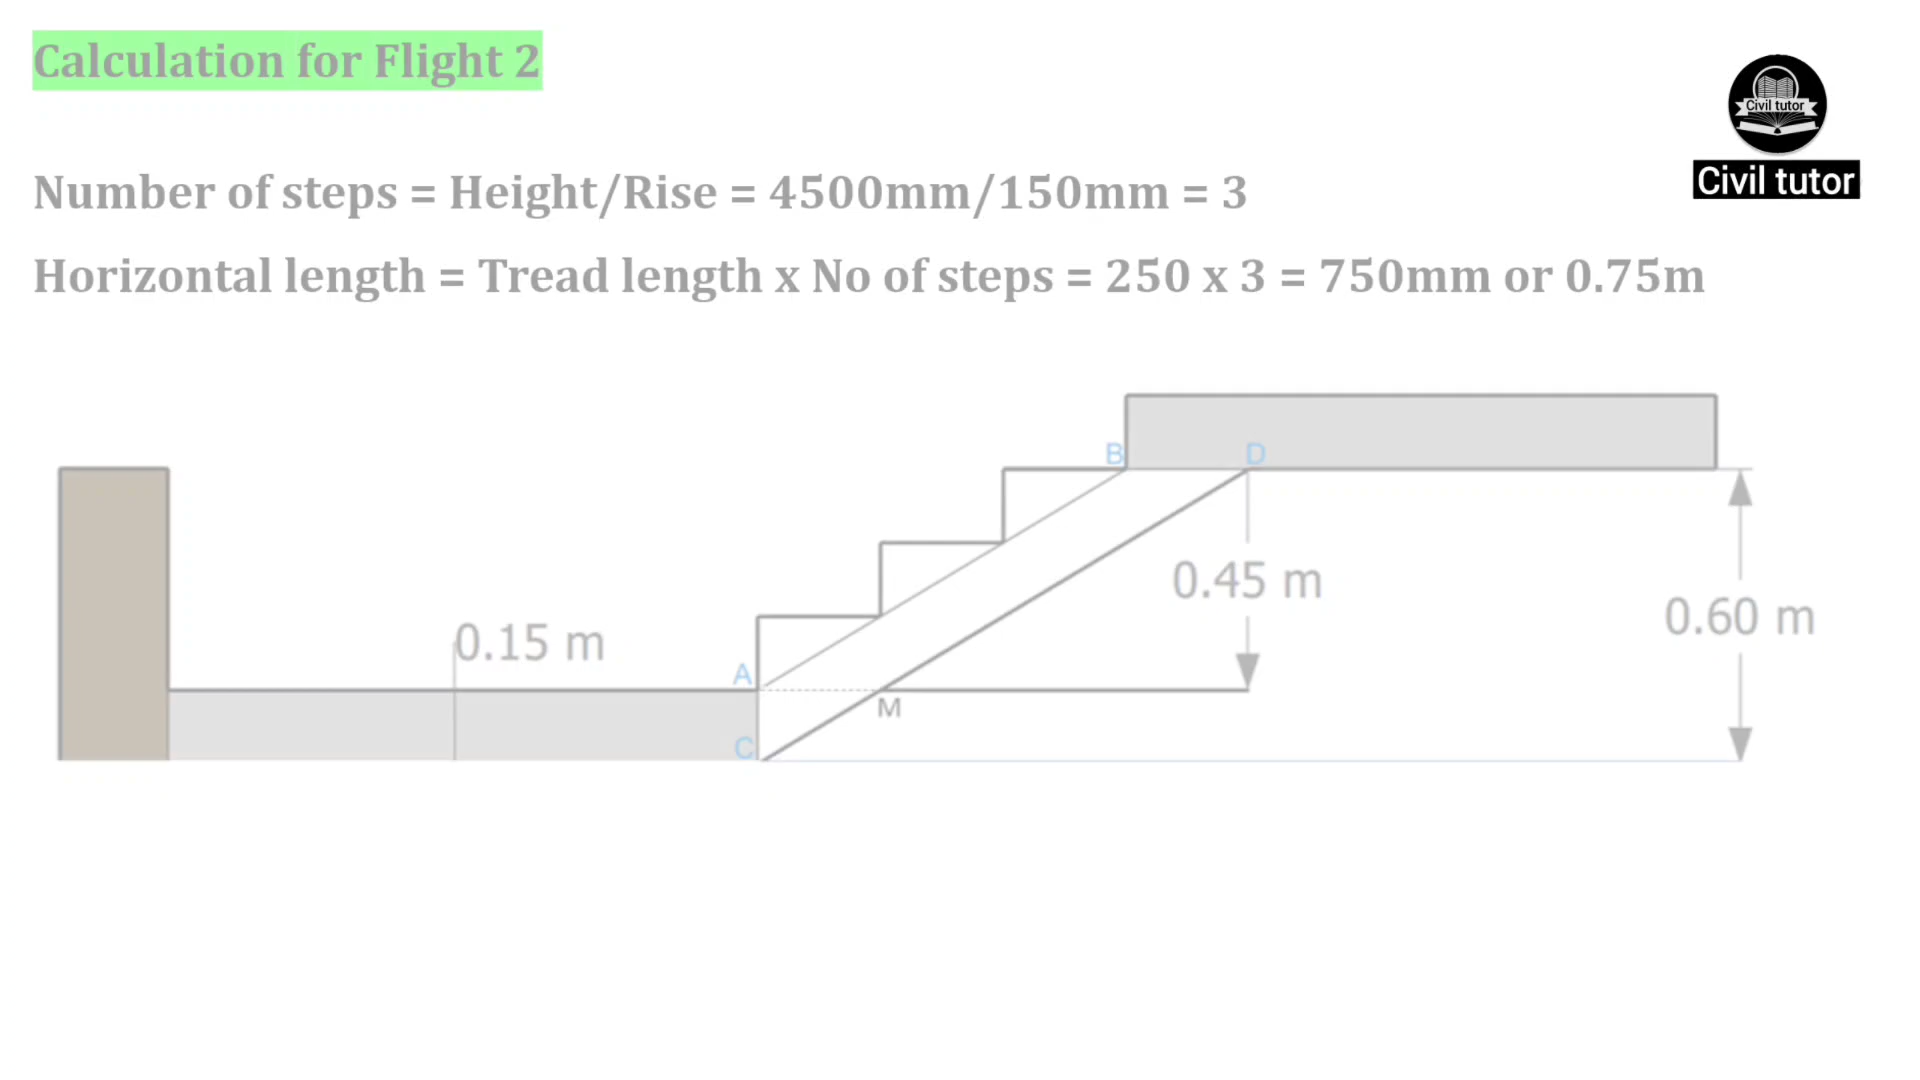 Calculation for Flight 2
Civil tutor
Civil tutor
Number of steps = Height/Rise = 4500mm/150mm = 3
Horizontal length = Tread length x No of steps = 250 x 3 = 750mm or 0.75m
B
D
0.45 m
0.60 m
0.15 m
A
M
C